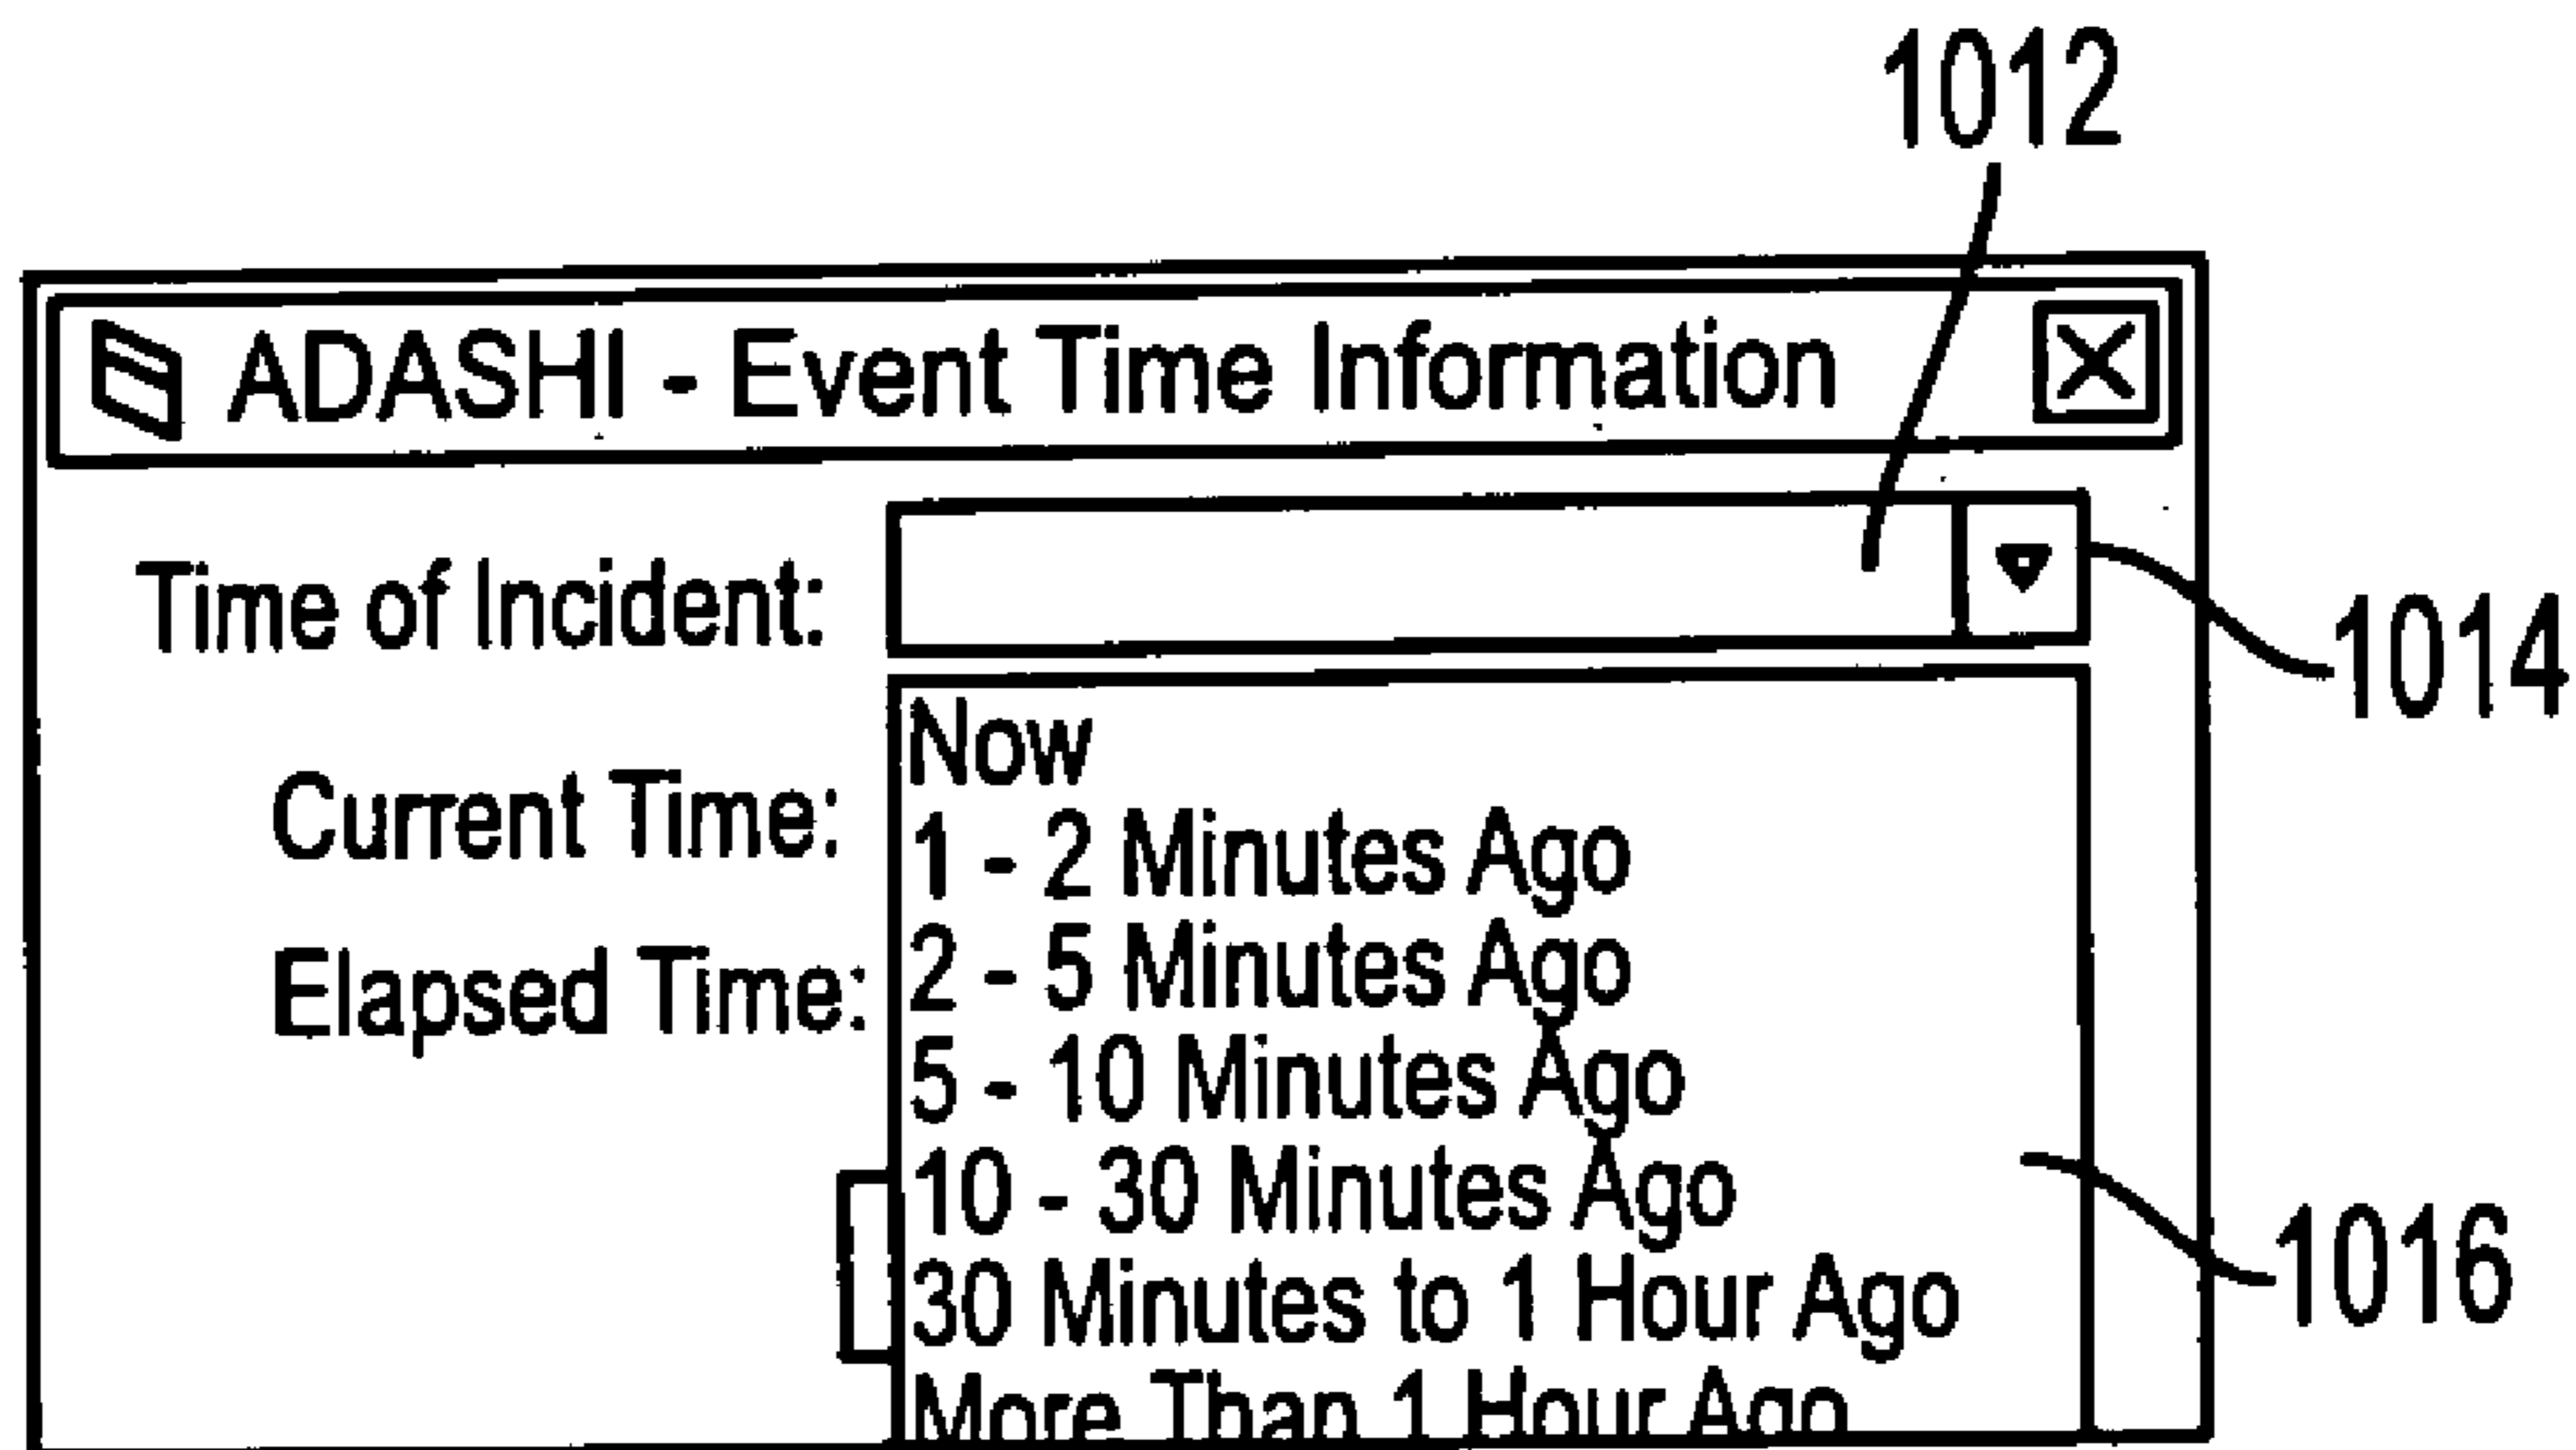 1012
ADASHI - Event Time Information
Time of Incident:
1014
Now
Current Time:
1 - 2 Minutes Ago
2 - 5 Minutes Ago
Elapsed Time:
5 - 10 Minutes Ago
10 - 30 Minutes Ago
1016
30 Minutes to 1 Hour Ago
More Than 1 Hour Ago